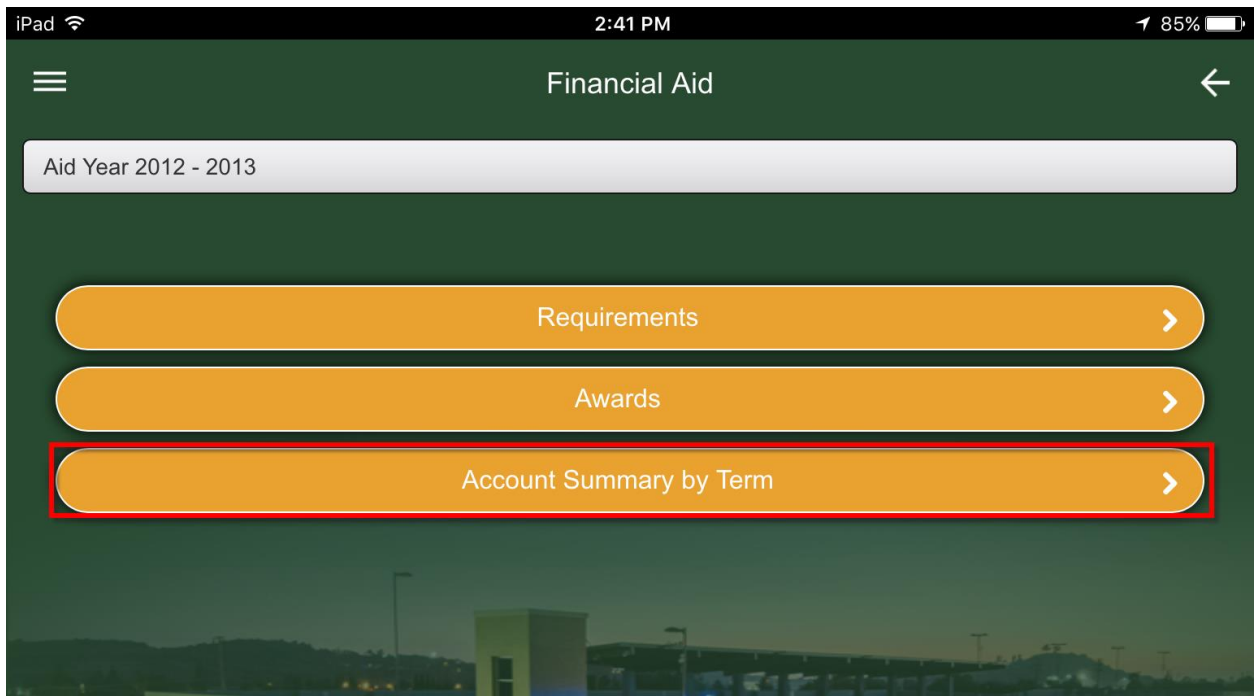 iPad 2:41 PM 85%
Financial Aid
Aid Year 2012 - 2013
Requirements
Awards
Account Summary by Term